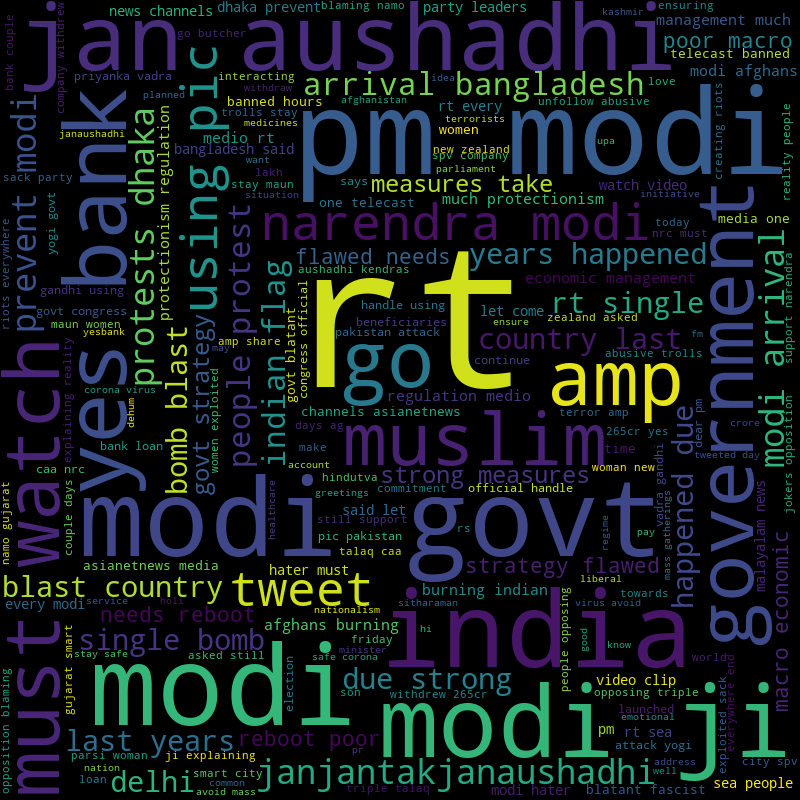 news channels
dhaka prevent
blaming namo
party leaders
kashmir
ensuring
management much
jan aushadhi
go butcher
poor macro
telecast banned
bank couple
company withdrew
priyanka vadra
interacting
withdraw
planned
idea
arrival bangladesh
love
modi afghans
banned hours
afghanistan
rt every
unfollow abusive
trolls stay
terrorists
medicines
women
janaushadhi
medio rt
pm modi
upa
creating riots
reality people
bangladesh said
want
new zealand
spv company
parliament
sack party
lakh
stay maun
situation
says
measures take
watch video
initiative
yes bank
using pic
prevent modi
protests dhaka
protectionism regulation
one telecast
much protectionism
today
nrc must
media one
yogi govt
narendra modi
years happened
flawed needs
riots everywhere
gandhi using
aushadhi kendras
economic management
government
modi arrival
support narendra
govt congress
handle using
let come
ensure
zealand asked
rt single
maun women
beneficiaries
yesbank
pakistan attack
may
amp share
rt
country last
fm
explaining reality
people protest
indian flag
govt blatant
congress official
continue
go
abusive trolls
corona virus
regulation medio
amp
dear pm
dehum
women exploited
channels asianetnews
terror amp
crore
tweeted day
jokers opposition
bomb blast
govt strategy
days ag
265cr yes
vadra gandhi
watch
bank loan
muslim
make
time
caa nrc
account
woman new
happened due
couple days
hindutva
strong measures
namo gujarat
greetings
commitment
official handle
modi govt
said let
still support
rs
regime
mass gatherings
pay
malayalam news
healthcare
pic pakistan
talaq caa
macro economic
asianetnews media
strategy flawed
hater must
blast country
tweet
liberal
burning indian
towards
every modi
service
holi
nationalism
sitharaman
virus avoid
needs reboot
india
must
afghans burning
hi
good
know
single bomb
friday
minister
people opposing
stay safe
asked still
safe corona
world
gujarat smart
modi
election
due strong
video clip
opposing triple
everywhere end
exploited sack
opposition blaming
parsi woman
son
withdrew 265cr
modi ji
launched
emotional
pm
rt sea
last years
reboot poor
pr
attack yogi
ji explaining
nation
loan
smart city
common
avoid mass
delhi
janjantakjanaushadhi
address
well
city spv
triple talaq
modi hater
blatant fascist
sea people